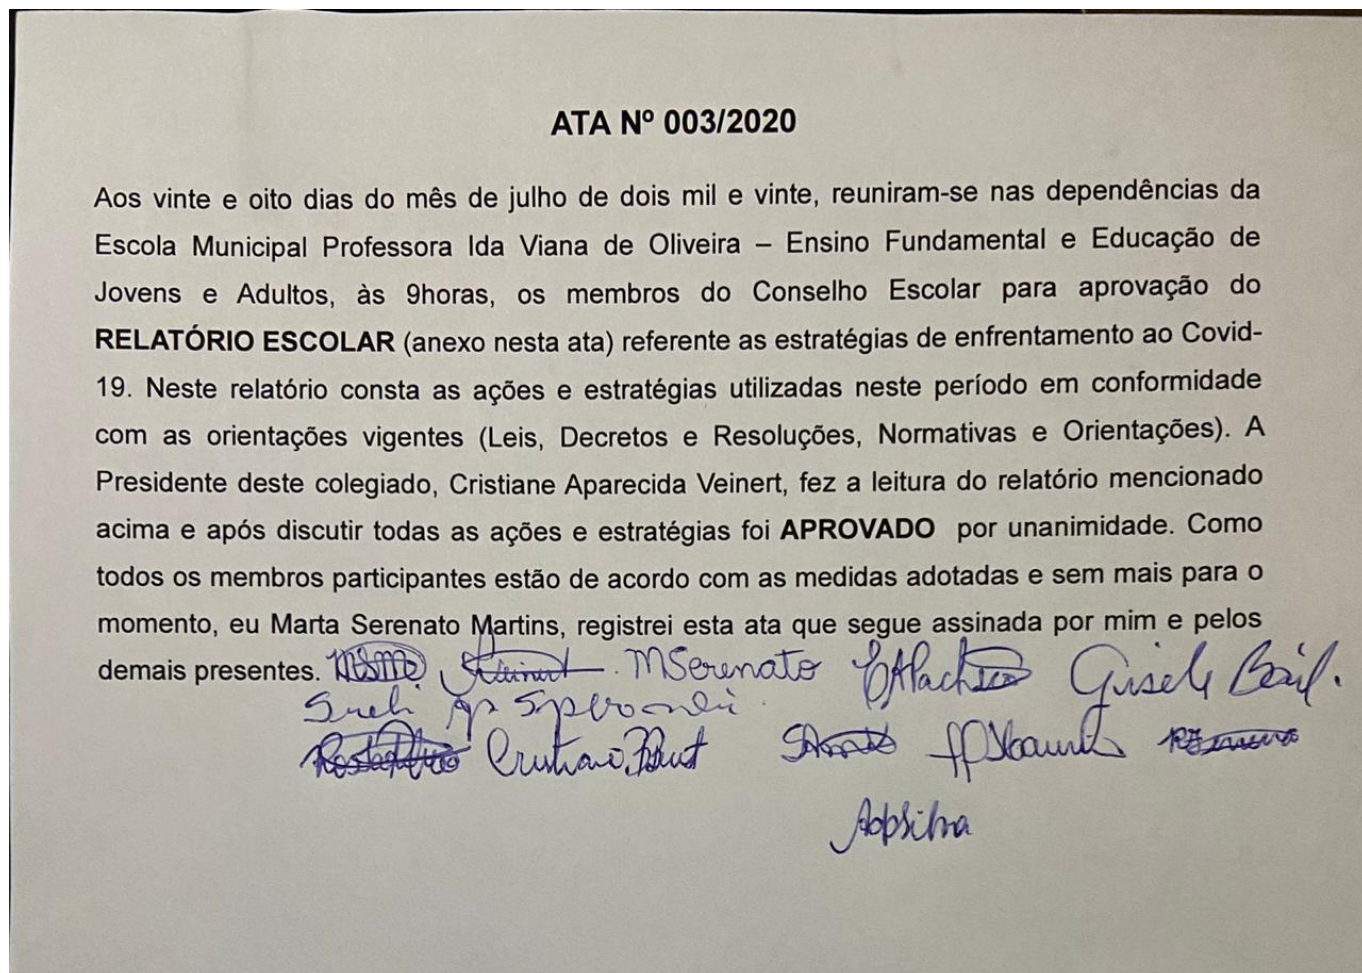 ATA Nº 003/2020
Aos vinte e oito dias do mês de julho de dois mil e vinte, reuniram-se nas dependências da
Escola Municipal Professora Ida Viana de Oliveira – Ensino Fundamental e Educação de
Jovens e Adultos, às 9horas, os membros do Conselho Escolar para aprovação do
RELATÓRIO ESCOLAR (anexo nesta ata) referente as estratégias de enfrentamento ao Covid-
19. Neste relatório consta as ações e estratégias utilizadas neste período em conformidade
com as orientações vigentes (Leis, Decretos e Resoluções, Normativas e Orientações). A
Presidente deste colegiado, Cristiane Aparecida Veinert, fez a leitura do relatório mencionado
acima e após discutir todas as ações e estratégias foi APROVADO por unanimidade. Como
todos os membros participantes estão de acordo com as medidas adotadas e sem mais para o
momento, eu Marta Serenato Martins, registrei esta ata que segue assinada por mim e pelos
demais presentes. MSerenato Gisele